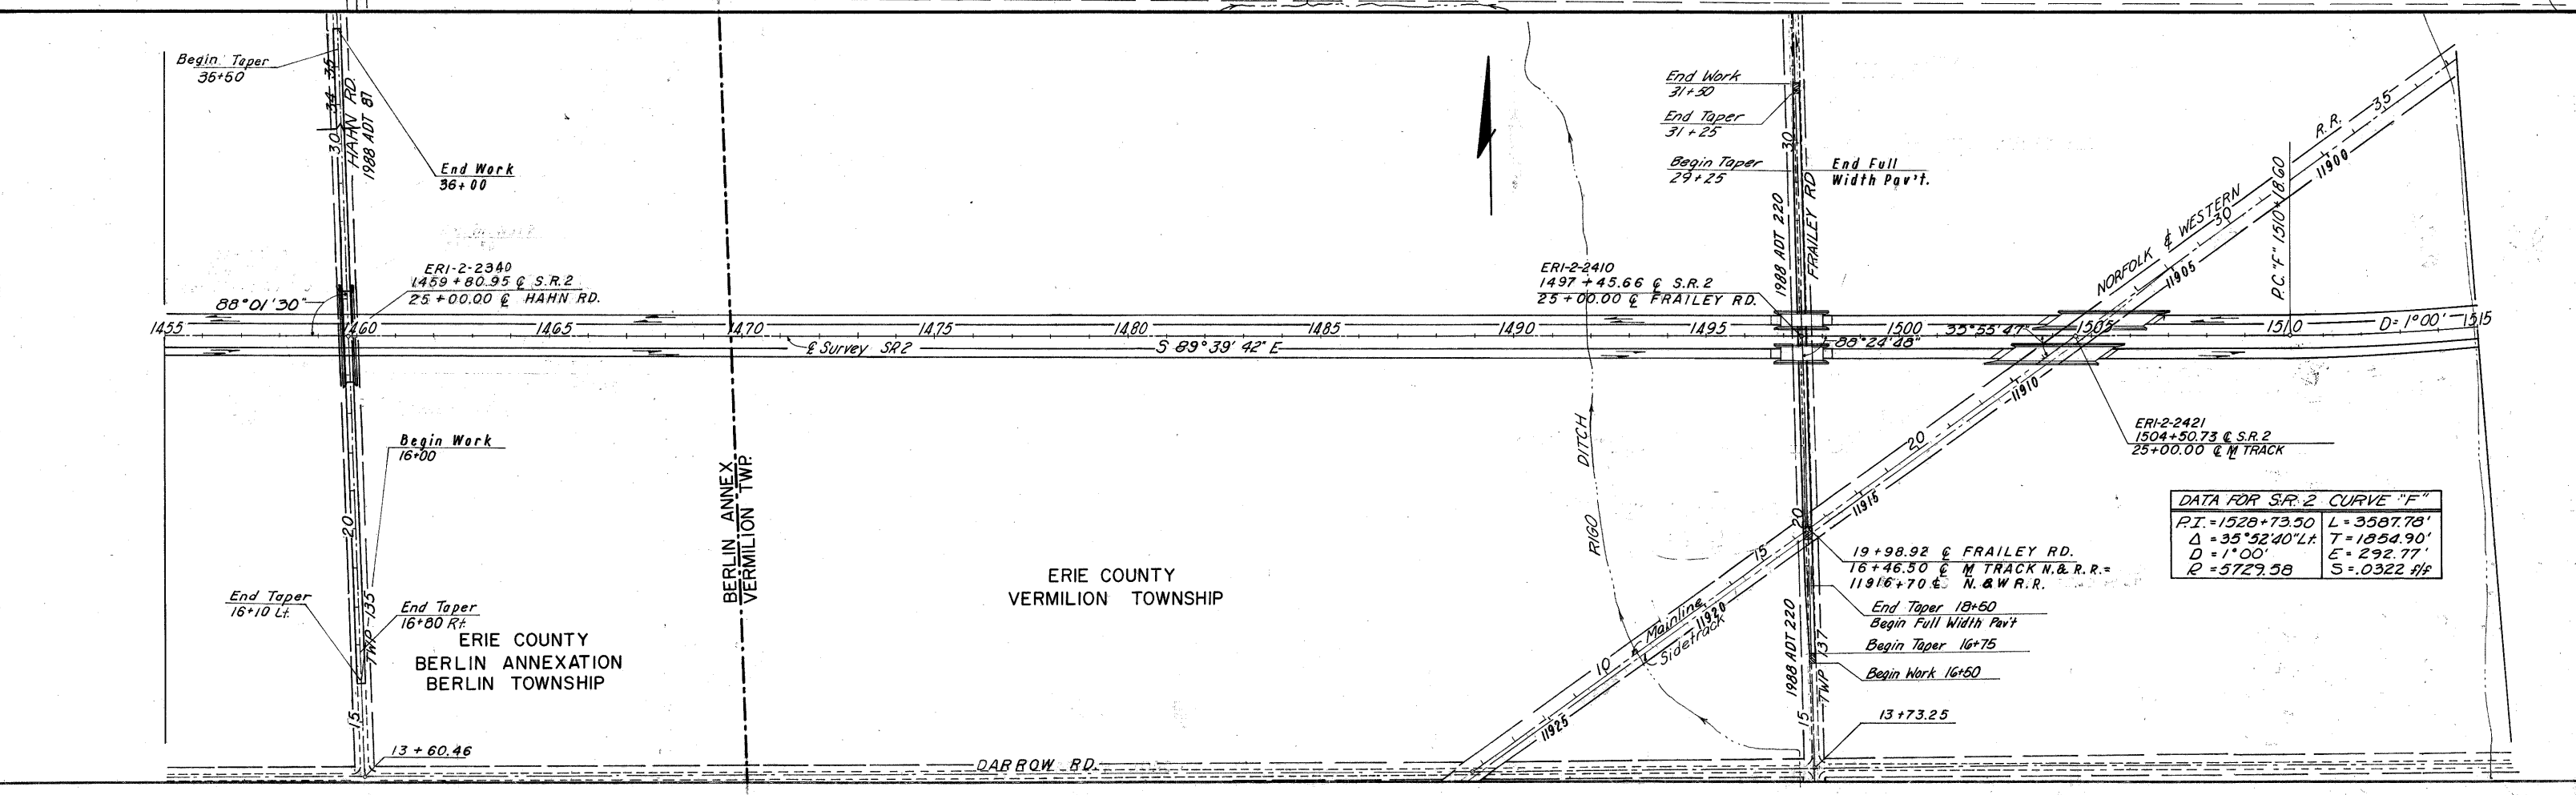 Begin Taper
35+50
35
34
30
HAHN RD.
1988 ADT 87
End Work
36+00
ERI-2-2340
1459+80.95 ℄ S.R.2
25+00.00 ℄ HAHN RD.
88°01'30"
1455
1460
1465
1470
1475
1480
1485
1490
1495
1500
1505
1510
1515
℄ Survey SR2
S 89°39'42" E
Begin Work
16+00
20
End Taper
16+10 Lt.
End Taper
16+80 Rt.
TWP 135
15
13+60.46
ERIE COUNTY
BERLIN ANNEXATION
BERLIN TOWNSHIP
BERLIN ANNEX
VERMILION TWP.
ERIE COUNTY
VERMILION TOWNSHIP
DARROW RD.
RIGO DITCH
End Work
31+50
End Taper
31+25
Begin Taper
29+25
30
End Full
Width Pav't.
1988 ADT 220
FRAILEY RD
ERI-2-2410
1497+45.66 ℄ S.R.2
25+00.00 ℄ FRAILEY RD.
88°24'48"
35°55'47"
NORFOLK & WESTERN R.R.
℄
35
30
11900
11905
11910
11915
11920
11925
20
15
10
Mainline
Sidetrack
P.C. "F" 1510+18.60
D=1°00'
ERI-2-2421
1504+50.73 ℄ S.R.2
25+00.00 ℄ M TRACK
DATA FOR S.R. 2 CURVE "F"
P.I.=1528+73.50 L=3587.78'
Δ=35°52'40"Lt. T=1854.90'
D=1°00' E=292.77'
R=5729.58 S=.0322 f/f
20
19+98.92 ℄ FRAILEY RD.
16+46.50 ℄ M TRACK N.& R.R.=
11916+70 ℄ N.&W R.R.
End Taper 18+60
Begin Full Width Pav't
Begin Taper 16+75
Begin Work 16+50
1988 ADT 220
TWP 137
15
13+73.25